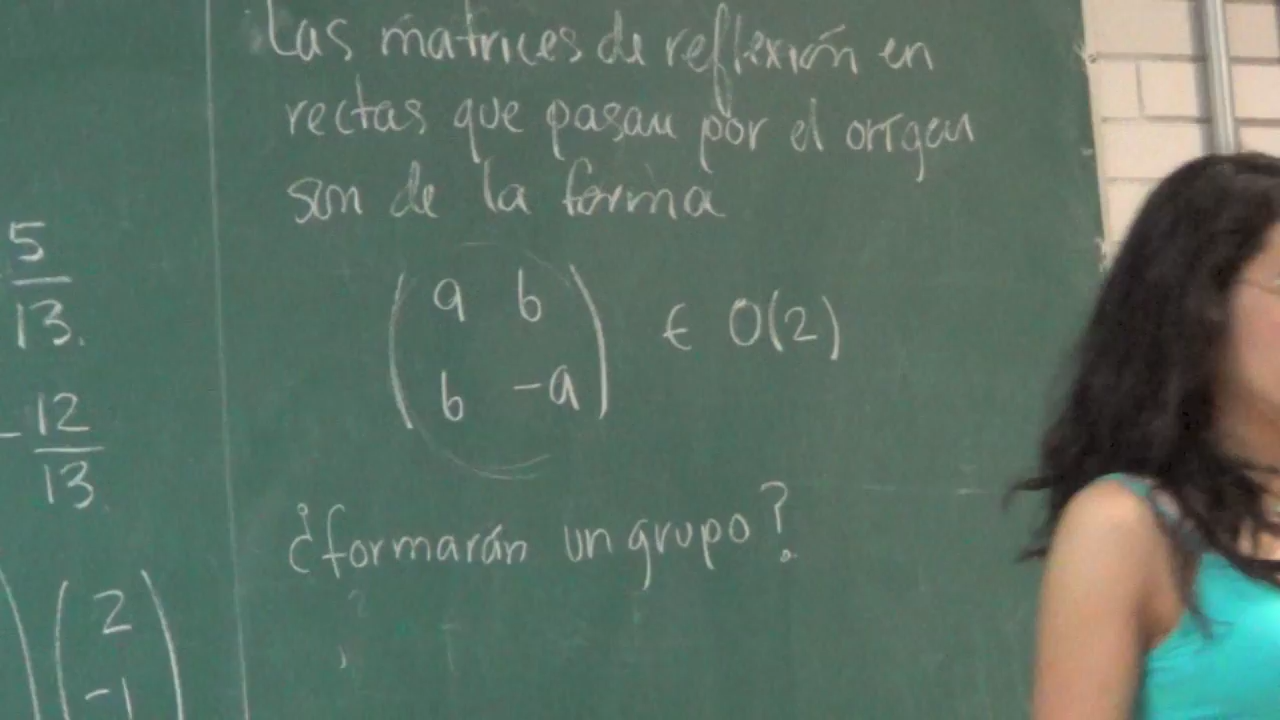 Las matrices de reflexión en
rectas que pasan por el origen
son de la forma
( a b
b -a ) ∈ O(2)
¿formarán un grupo?
5
13.
-12
13
( 2
-1 )